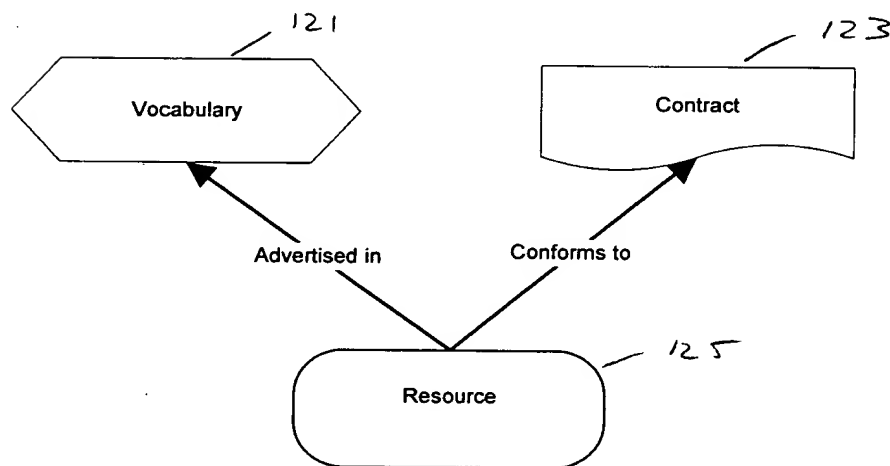 121
123
Vocabulary
Contract
Advertised in
Conforms to
125
Resource